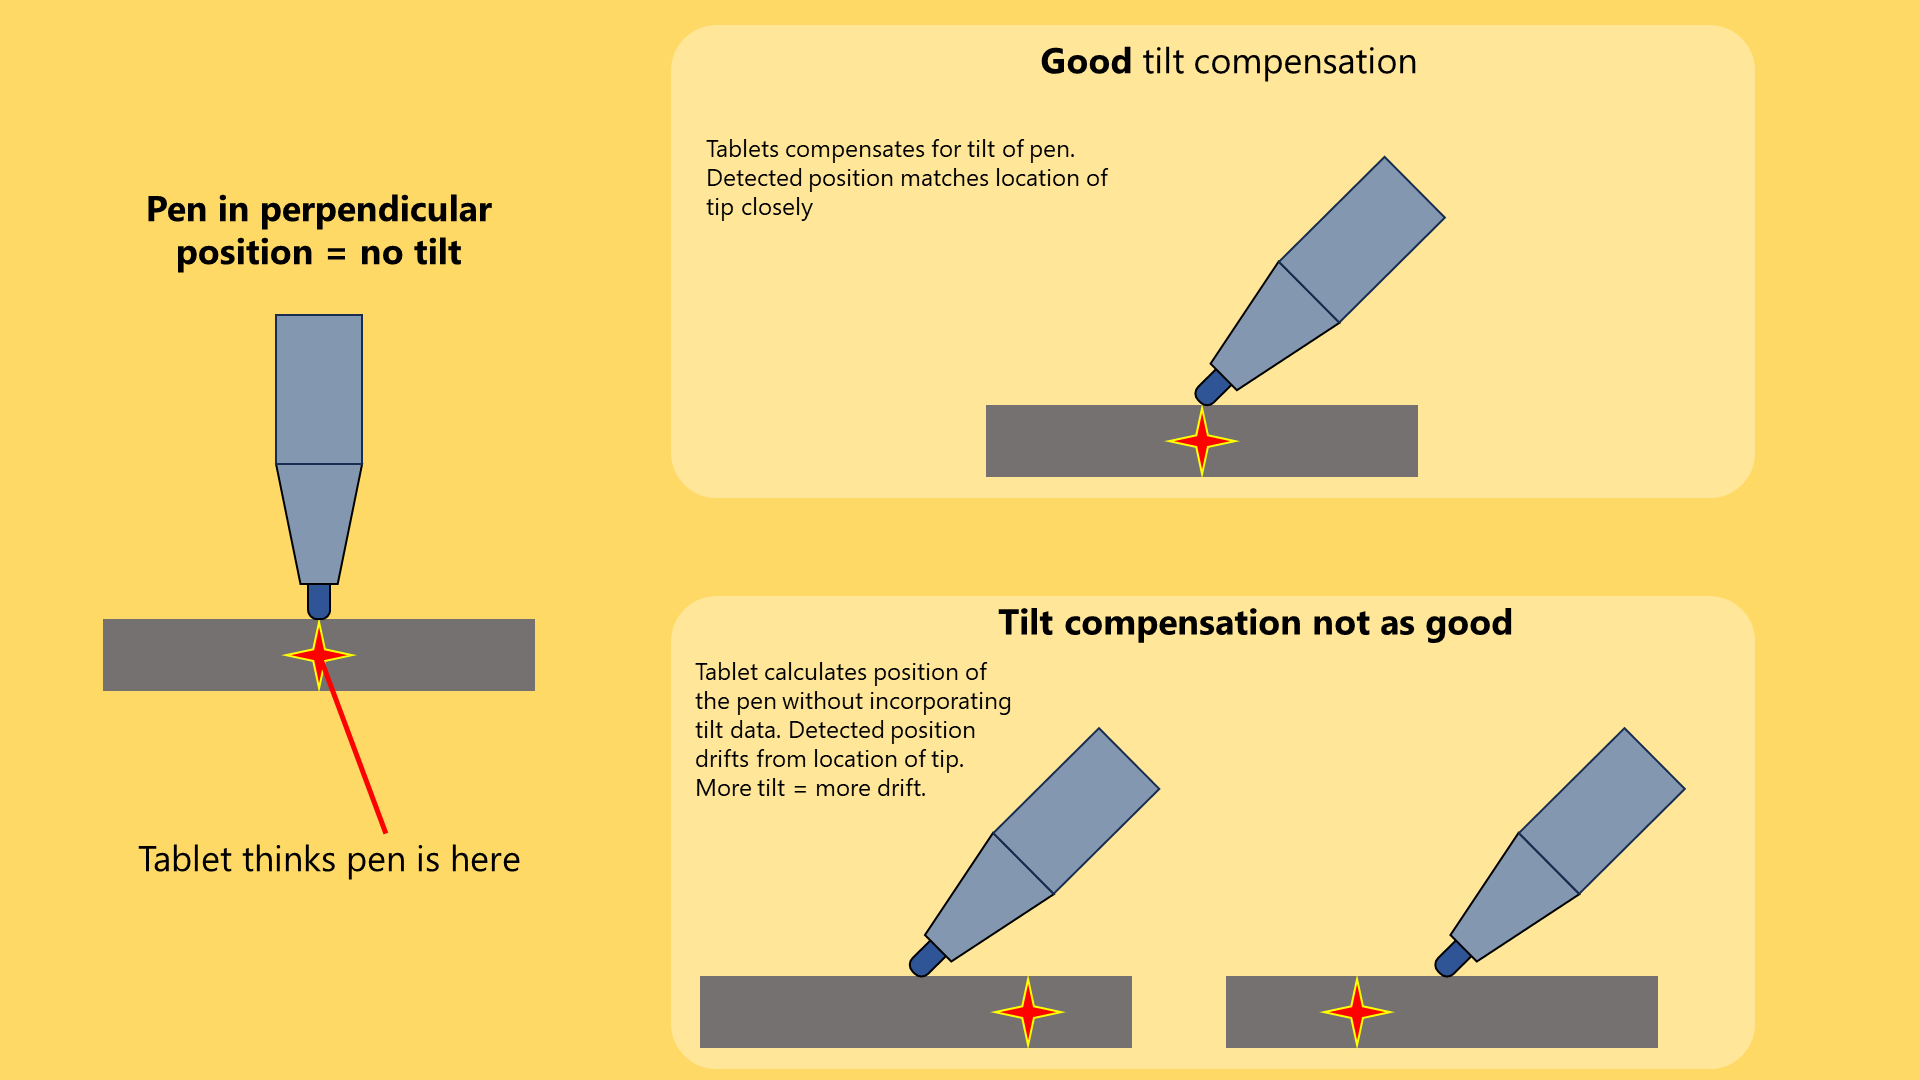 Pen in perpendicular
position = no tilt
Tablet thinks pen is here
Good tilt compensation
Tablets compensates for tilt of pen.
Detected position matches location of
tip closely
Tilt compensation not as good
Tablet calculates position of
the pen without incorporating
tilt data. Detected position
drifts from location of tip.
More tilt = more drift.